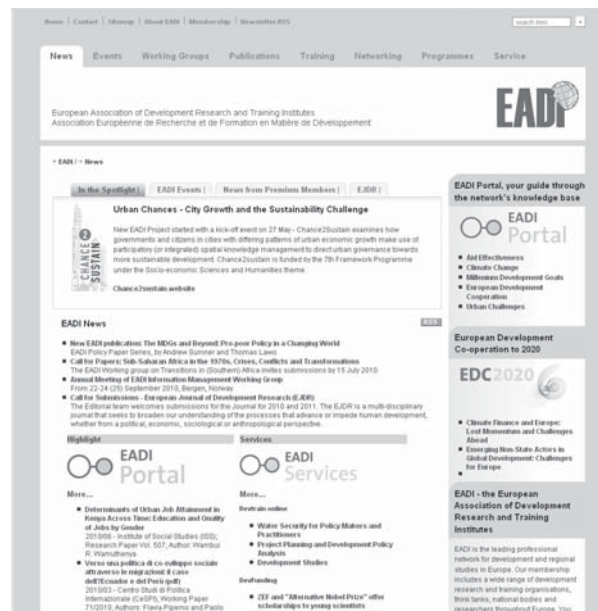 Home | Contact | Sitemap | About EADI | Membership | Newsletter RSS
search item
News Events Working Groups Publications Training Networking Programmes Service
European Association of Development Research and Training Institutes
Association Européenne de Recherche et de Formation en Matière de Développement
EADI
EADI / News
In the Spotlight | EADI Events | News from Premium Members | EJDR |
CHANCE 2 SUSTAIN
Urban Chances - City Growth and the Sustainability Challenge
New EADI Project started with a kick-off event on 27 May - Chance2Sustain examines how
governments and citizens in cities with differing patterns of urban economic growth make use of
participatory (or integrated) spatial knowledge management to direct urban governance towards
more sustainable development. Chance2sustain is funded by the 7th Framework Programme
under the Socio-economic Sciences and Humanities theme.
Chance2sustain website
EADI News
RSS
New EADI publication: The MDGs and Beyond: Pro-poor Policy in a Changing World
EADI Policy Paper Series, by Andrew Sumner and Thomas Laws
Call for Papers: Sub-Saharan Africa in the 1970s, Crises, Conflicts and Transformations
The EADI Working group on Transitions in (Southern) Africa invites submissions by 15 July 2010.
Annual Meeting of EADI Information Management Working Group
From 22-24 (25) September 2010, Bergen, Norway.
Call for Submissions - European Journal of Development Research (EJDR)
The Editorial team welcomes submissions for the Journal for 2010 and 2011. The EJDR is a multi-disciplinary
journal that seeks to broaden our understanding of the processes that advance or impede human development,
whether from a political, economic, sociological or anthropological perspective.
Highlight
EADI
Portal
More...
Determinants of Urban Job Attainment in
Kenya Across Time: Education and Quality
of Jobs by Gender
2010/06 - Institute of Social Studies (ISS);
Research Paper Vol. 507; Author: Wambui
R. Wamuthenya
Verso una politica di co-sviluppo sociale
attraverso le migrazioni: il caso
dell'Ecuador e del Perù (pdf)
2010/03 - Centro Studi di Politica
Internazionale (CeSPI), Working Paper
71/2010, Authors: Flavia Piperno and Paolo
Services
EADI
Services
More...
Devtrain online
Water Security for Policy Makers and
Practitioners
Project Planning and Development Policy
Analysis
Development Studies
Devfunding
ZEF and "Alternative Nobel Prize" offer
scholarships to young scientists
EADI Portal, your guide through
the network's knowledge base
EADI
Portal
Aid Effectiveness
Climate Change
Millenium Development Goals
European Development
Cooperation
Urban Challenges
European Development
Co-operation to 2020
EDC2020
Climate Finance and Europe:
Lost Momentum and Challenges
Ahead
Emerging Non-State Actors in
Global Development: Challenges
for Europe
EADI - the European
Association of Development
Research and Training
Institutes
EADI is the leading professional
network for development and regional
studies in Europe. Our membership
includes a wide range of development
research and training organisations,
think tanks, national bodies and
researchers throughout Europe. You